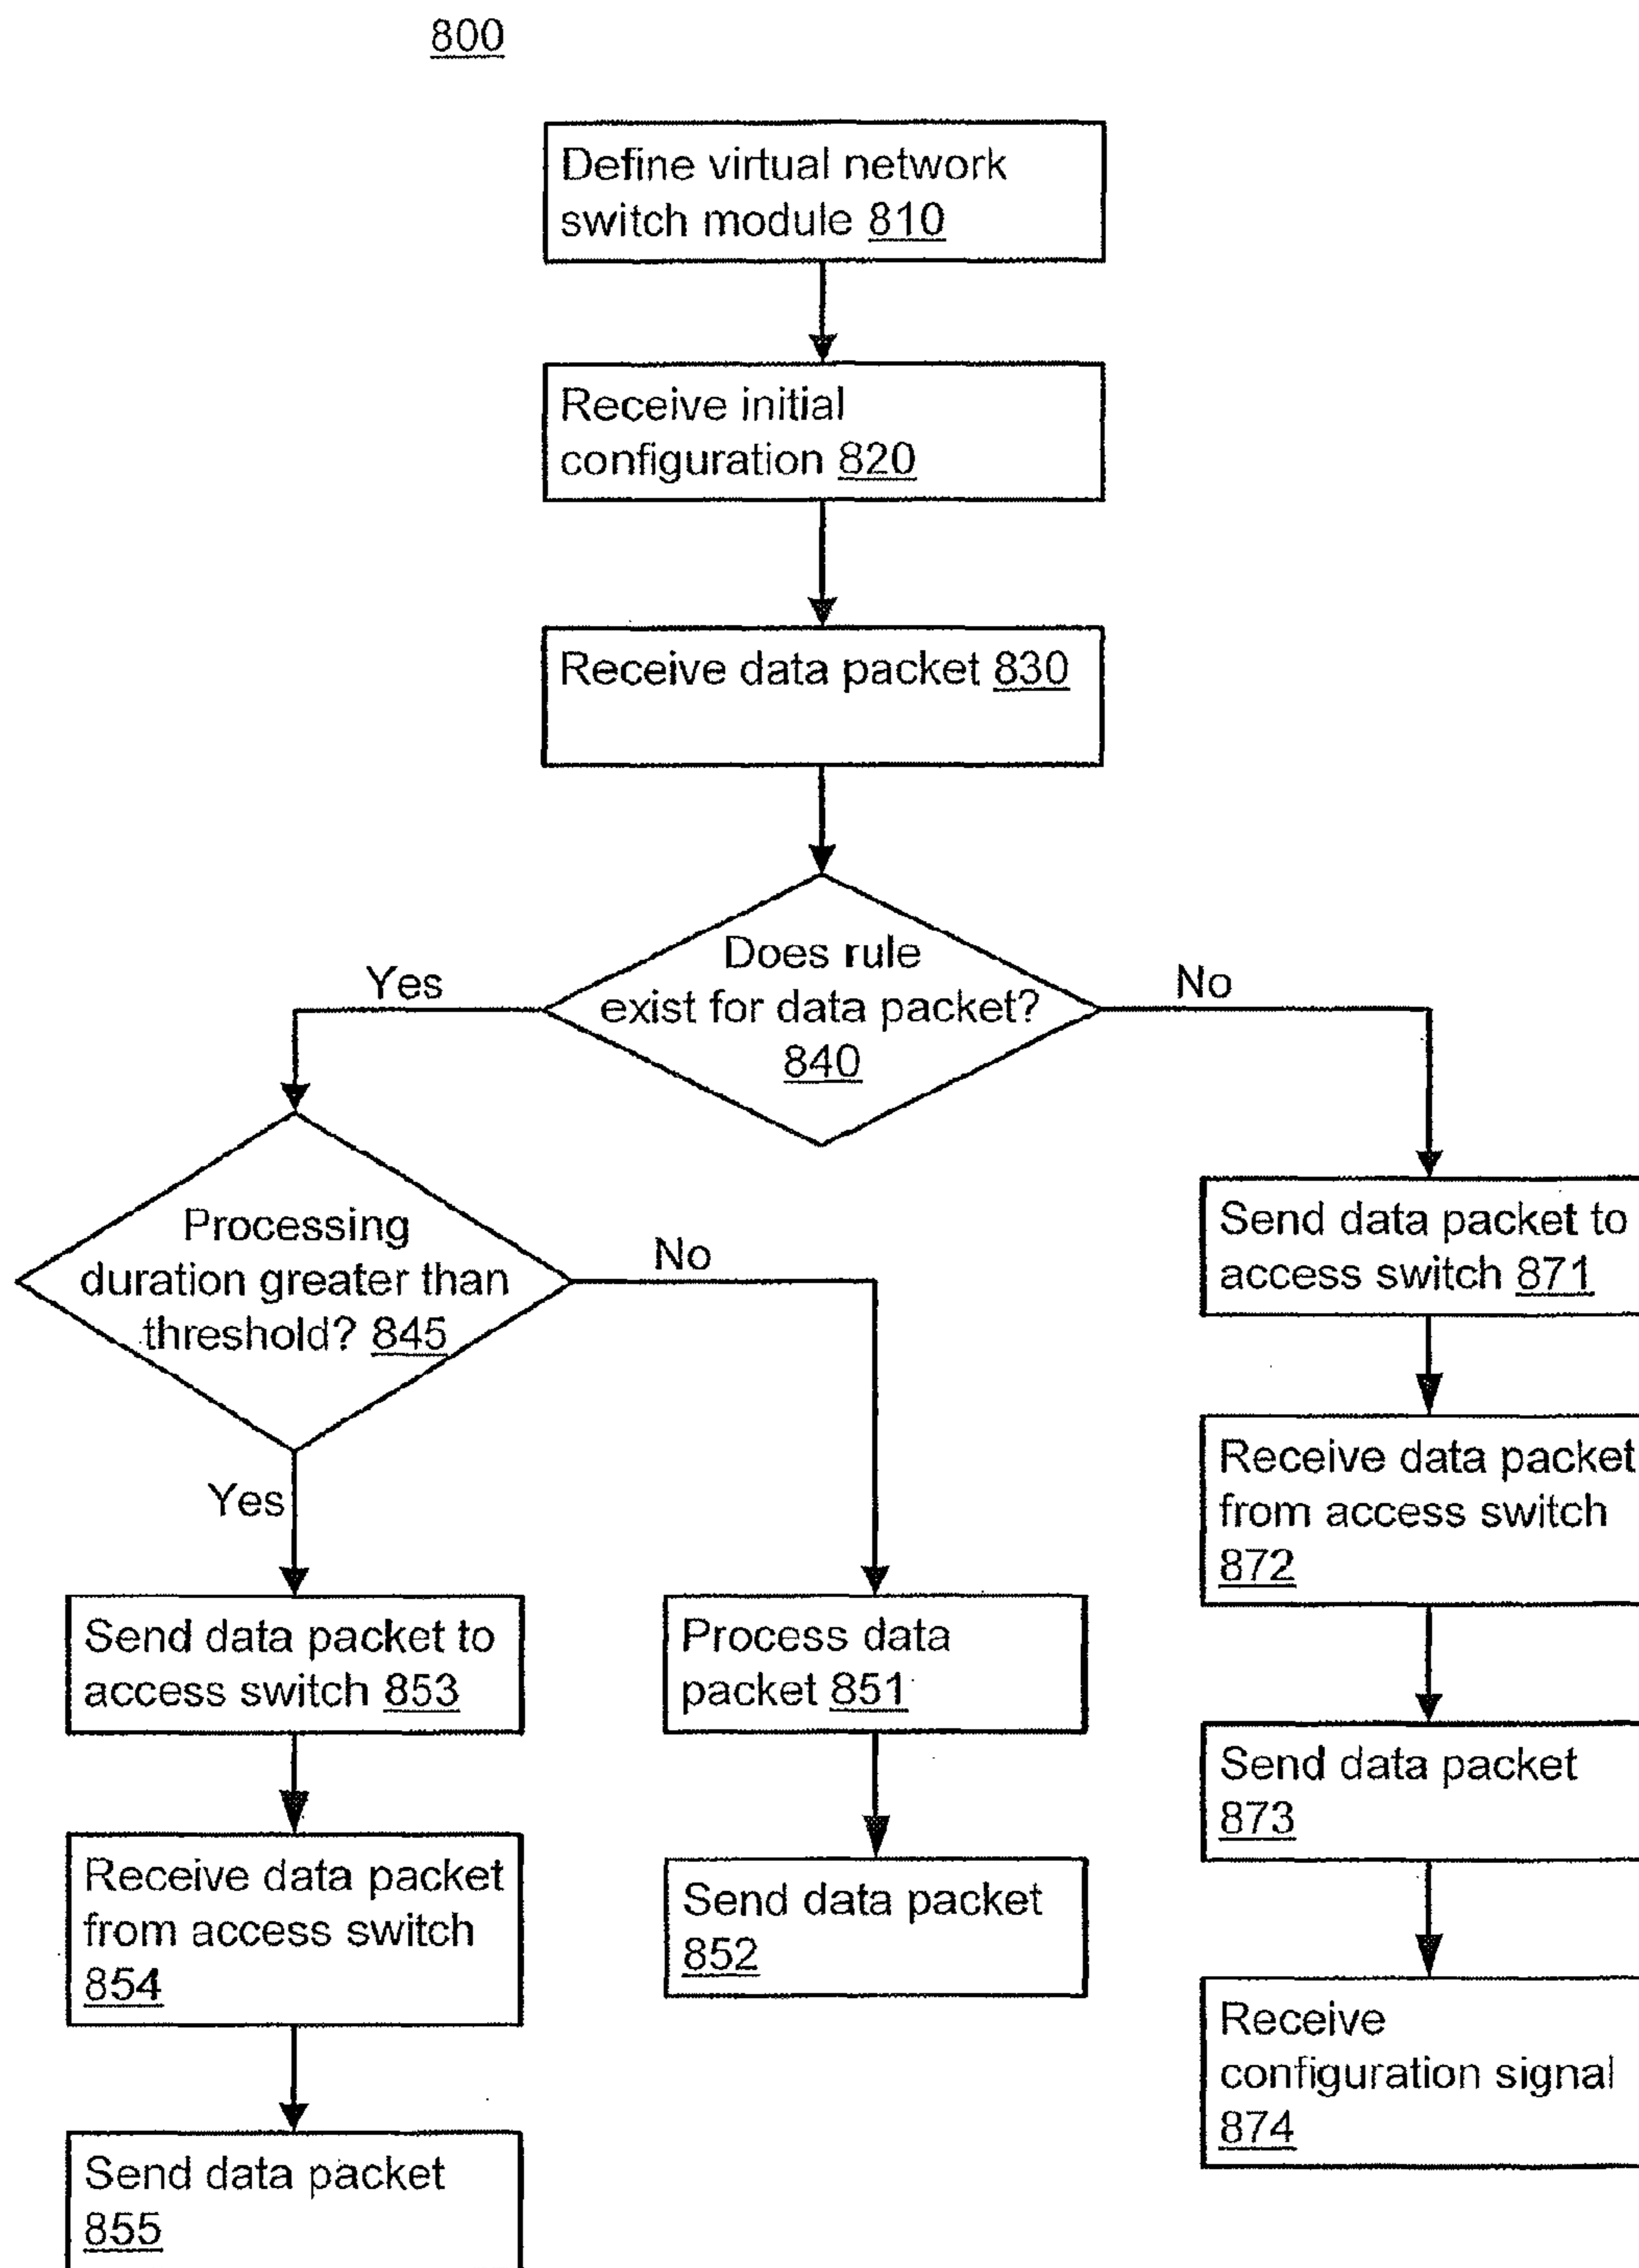 800
Define virtual network
switch module 810
Receive initial
configuration 820
Receive data packet 830
Does rule
exist for data packet?
840
Yes
No
Processing
duration greater than
threshold? 845
No
Yes
Send data packet to
access switch 871
Receive data packet
from access switch
872
Send data packet to
access switch 853
Process data
packet 851
Send data packet
873
Receive data packet
from access switch
854
Send data packet
852
Receive
configuration signal
874
Send data packet
855